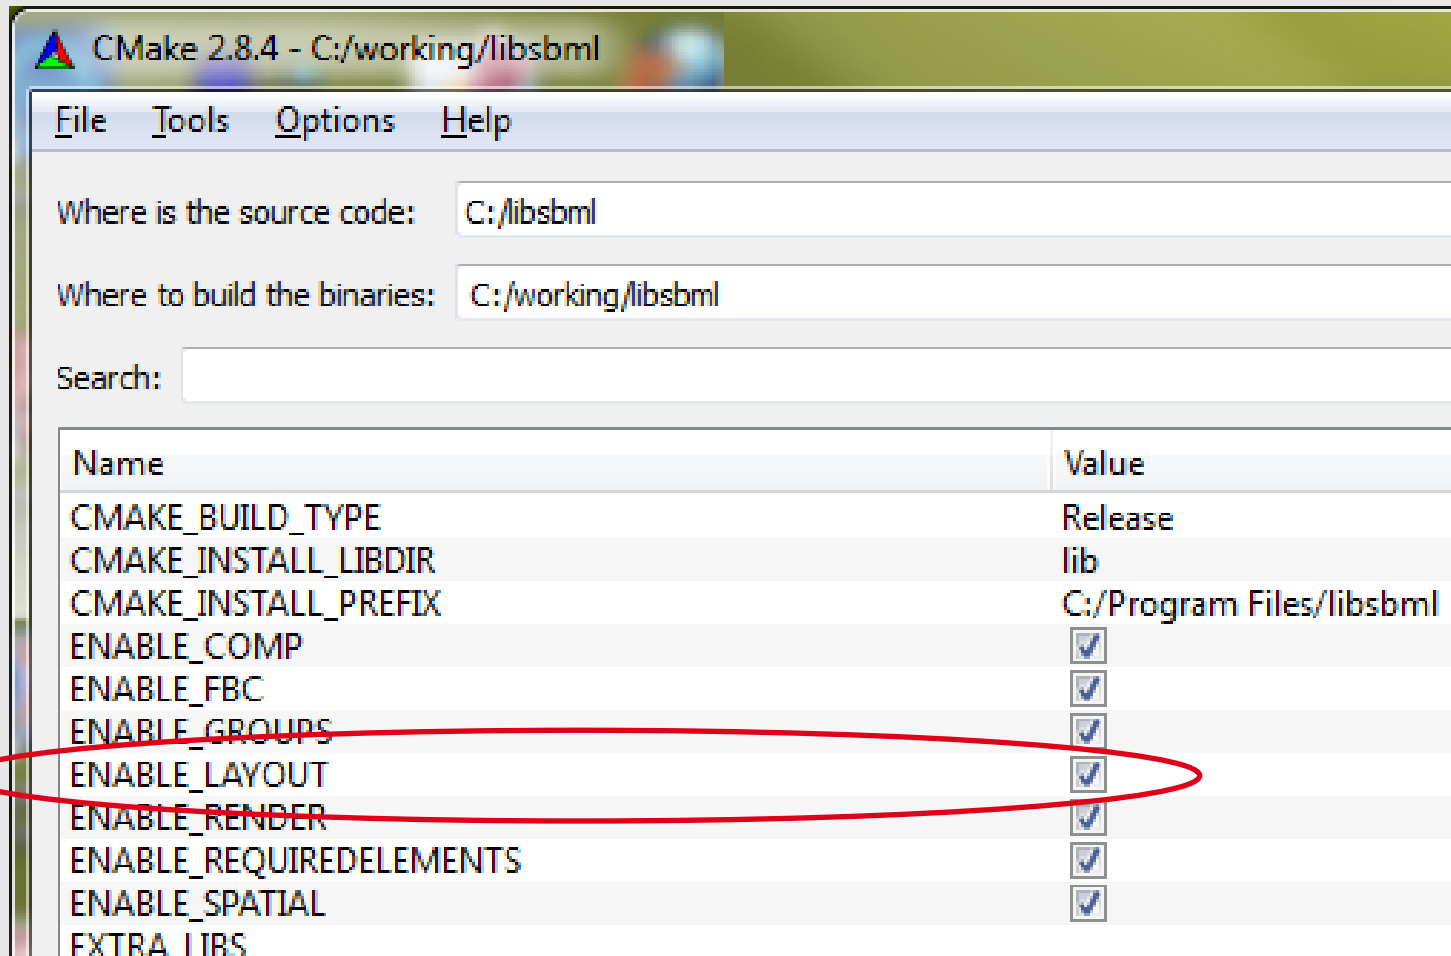 CMake 2.8.4 - C:/working/libsbml
File Tools Options Help
Where is the source code: C:/libsbml
Where to build the binaries: C:/working/libsbml
Search:
Name Value
CMAKE_BUILD_TYPE Release
CMAKE_INSTALL_LIBDIR lib
CMAKE_INSTALL_PREFIX C:/Program Files/libsbml
ENABLE_COMP
ENABLE_FBC
ENABLE_GROUPS
ENABLE_LAYOUT
ENABLE_RENDER
ENABLE_REQUIREDELEMENTS
ENABLE_SPATIAL
EXTRA_LIBS